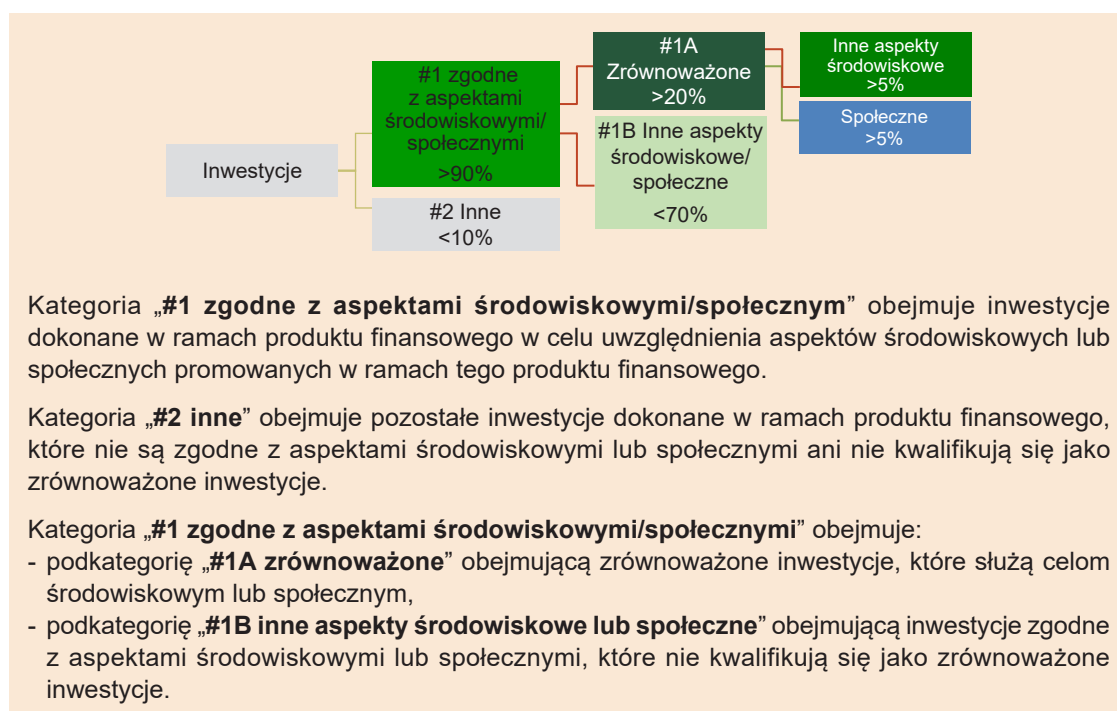 Inwestycje
#1 zgodne
z aspektami
środowiskowymi/
społecznymi
>90%
#2 Inne
<10%
#1A
Zrównoważone
>20%
#1B Inne aspekty
środowiskowe/
społeczne
<70%
Inne aspekty
środowiskowe
>5%
Społeczne
>5%
Kategoria „#1 zgodne z aspektami środowiskowymi/społecznym” obejmuje inwestycje
dokonane w ramach produktu finansowego w celu uwzględnienia aspektów środowiskowych lub
społecznych promowanych w ramach tego produktu finansowego.
Kategoria „#2 inne” obejmuje pozostałe inwestycje dokonane w ramach produktu finansowego,
które nie są zgodne z aspektami środowiskowymi lub społecznymi ani nie kwalifikują się jako
zrównoważone inwestycje.
Kategoria „#1 zgodne z aspektami środowiskowymi/społecznymi” obejmuje:
- podkategorię „#1A zrównoważone” obejmującą zrównoważone inwestycje, które służą celom
środowiskowym lub społecznym,
- podkategorię „#1B inne aspekty środowiskowe lub społeczne” obejmującą inwestycje zgodne
z aspektami środowiskowymi lub społecznymi, które nie kwalifikują się jako zrównoważone
inwestycje.